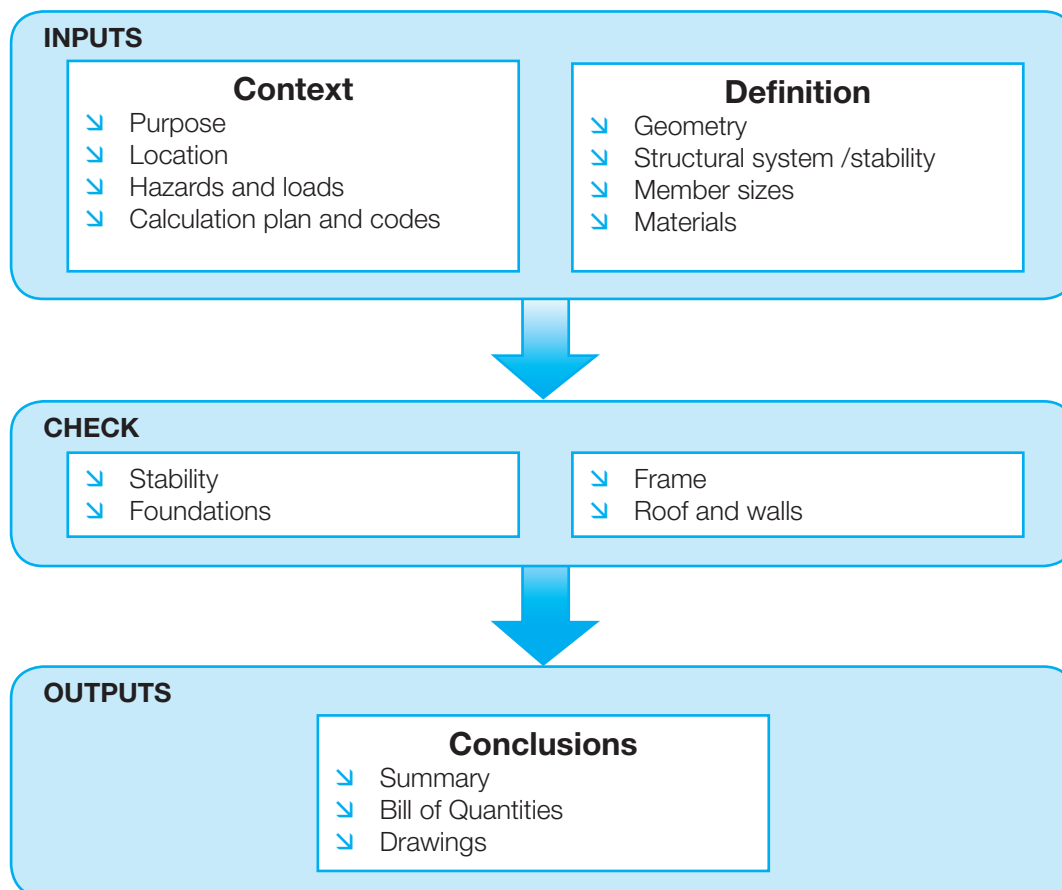 INPUTS
Context
Purpose
Location
Hazards and loads
Calculation plan and codes
Definition
Geometry
Structural system /stability
Member sizes
Materials
CHECK
Stability
Foundations
Frame
Roof and walls
OUTPUTS
Conclusions
Summary
Bill of Quantities
Drawings